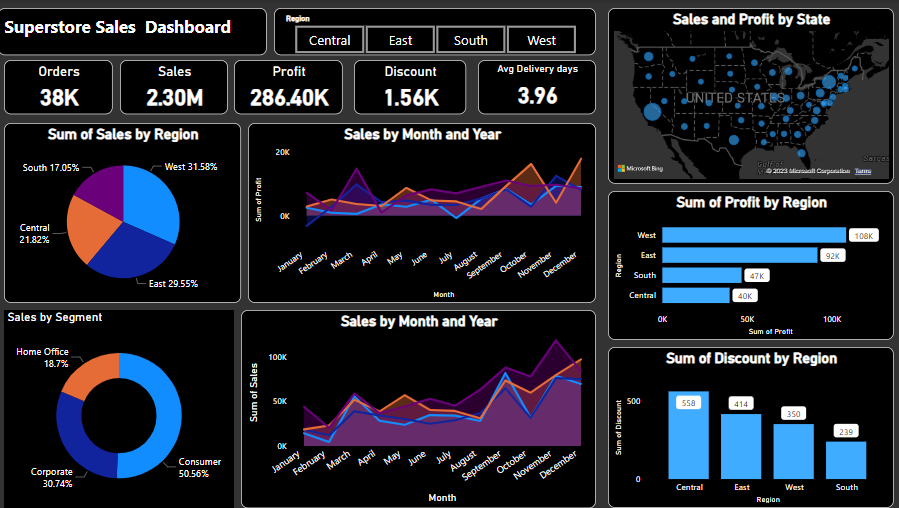 Superstore Sales Dashboard
Region
Central East South West
Orders
38K
Sales
2.30M
Profit
286.40K
Discount
1.56K
Avg Delivery days
3.96
Sales and Profit by State
UNITED STATES
Gulf of
Sargas
Microsoft Bing
© 2023 Microsoft Corporation Terms
Sum of Sales by Region
South 17.05%
West 31.58%
Central
21.82%
East 29.55%
Sales by Month and Year
Sum of Profit
20K
0K
January
February
March
April
May
June
July
August
September
October
November
December
Month
Sum of Profit by Region
Region
West 108K
East 92K
South 47K
Central 40K
0K 50K 100K
Sum of Profit
Sales by Segment
Home Office
18.7%
Corporate
30.74%
Consumer
50.56%
Sales by Month and Year
Sum of Sales
100K
50K
0K
January
February
March
April
May
June
July
August
September
October
November
December
Month
Sum of Discount by Region
Sum of Discount
500
0
558
414
350
239
Central East West South
Region